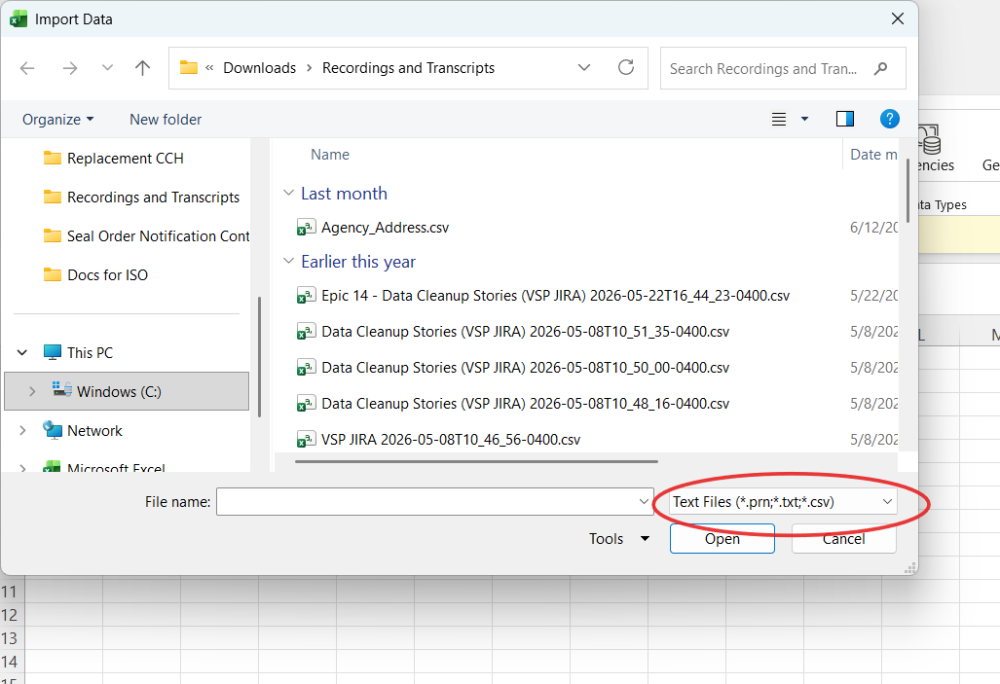 Import Data
« Downloads > Recordings and Transcripts
Search Recordings and Tran...
Organize
New folder
?
Replacement CCH
Recordings and Transcripts
Seal Order Notification Cont
Docs for ISO
This PC
Windows (C:)
Network
Microsoft Excel
Name
Date m
Last month
Agency_Address.csv
6/12/20
Earlier this year
Epic 14 - Data Cleanup Stories (VSP JIRA) 2026-05-22T16_44_23-0400.csv
5/22/20
Data Cleanup Stories (VSP JIRA) 2026-05-08T10_51_35-0400.csv
5/8/202
Data Cleanup Stories (VSP JIRA) 2026-05-08T10_50_00-0400.csv
5/8/202
Data Cleanup Stories (VSP JIRA) 2026-05-08T10_48_16-0400.csv
5/8/202
VSP JIRA 2026-05-08T10_46_56-0400.csv
5/8/202
File name:
Text Files (*.prn;*.txt;*.csv)
Tools
Open
Cancel
encies
Ge
ta Types
L
M
11
12
13
14
15